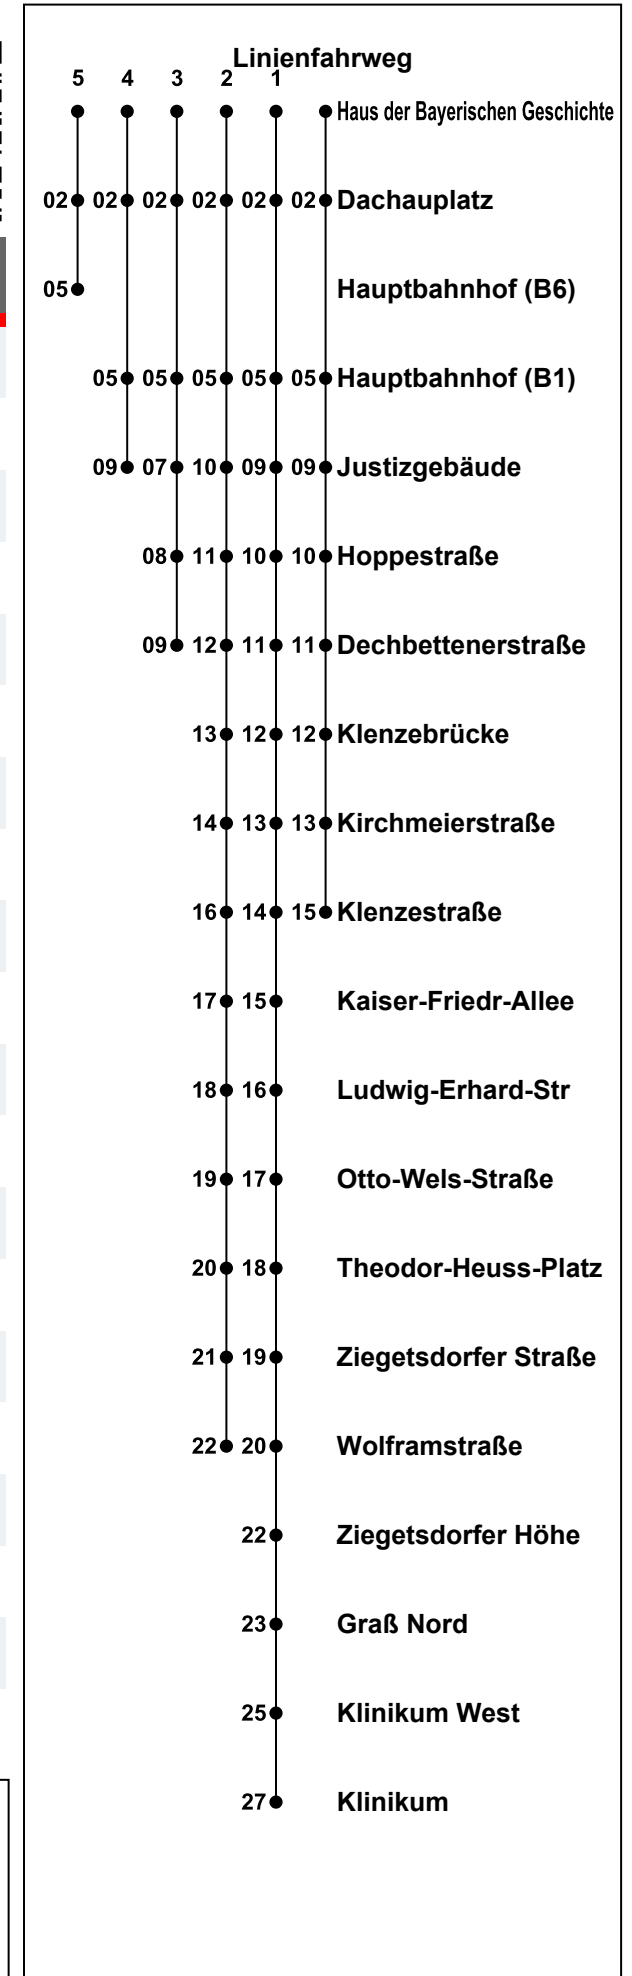 Linienfahrweg
5 4 3 2 1
Haus der Bayerischen Geschichte
02 02 02 02 02 02 Dachauplatz
05 Hauptbahnhof (B6)
05 05 05 05 05 Hauptbahnhof (B1)
09 07 10 09 09 Justizgebäude
08 11 10 10 Hoppestraße
09 12 11 11 Dechbettenerstraße
13 12 12 Klenzebrücke
14 13 13 Kirchmeierstraße
16 14 15 Klenzestraße
17 15 Kaiser-Friedr-Allee
18 16 Ludwig-Erhard-Str
19 17 Otto-Wels-Straße
20 18 Theodor-Heuss-Platz
21 19 Ziegetsdorfer Straße
22 20 Wolframstraße
22 Ziegetsdorfer Höhe
23 Graß Nord
25 Klinikum West
27 Klinikum